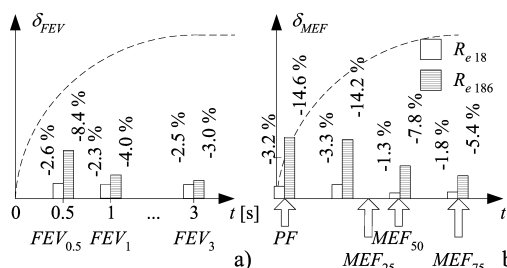 δFEV
-2.6 %
-8.4 %
-2.3 %
-4.0 %
-2.5 %
-3.0 %
0 0.5 1 ... 3 t [s]
FEV0.5 FEV1 FEV3
a)
δMEF
Re 18
Re 186
-3.2 %
-14.6 %
-3.3 %
-14.2 %
-1.3 %
-7.8 %
-1.8 %
-5.4 %
t
PF MEF50
MEF25 MEF75
b